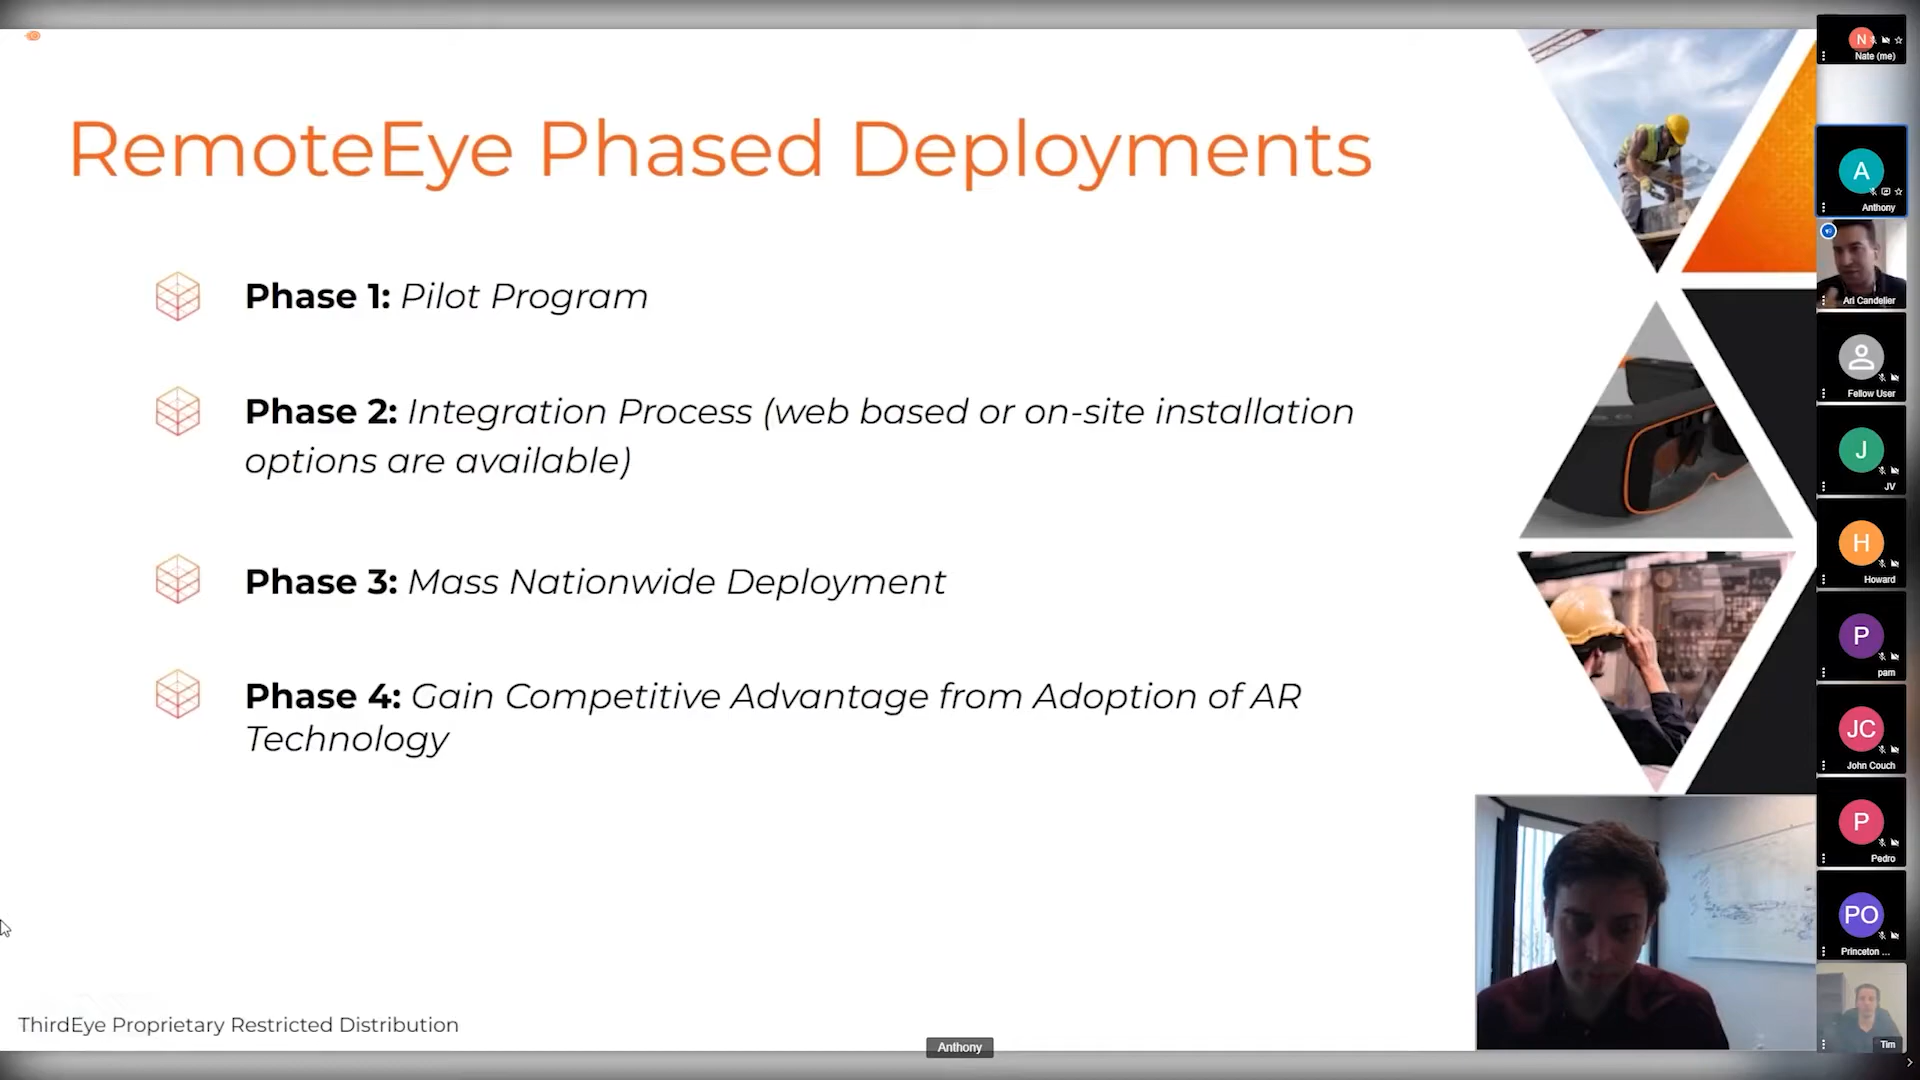 RemoteEye Phased Deployments
Phase 1: Pilot Program
Phase 2: Integration Process (web based or on-site installation
options are available)
Phase 3: Mass Nationwide Deployment
Phase 4: Gain Competitive Advantage from Adoption of AR
Technology
ThirdEye Proprietary Restricted Distribution
Anthony
N
Nate (me)
A
Anthony
Ari Candelier
Fellow User
J
JV
H
Howard
P
pam
JC
John Couch
P
Pedro
PO
Princeton ...
Tim